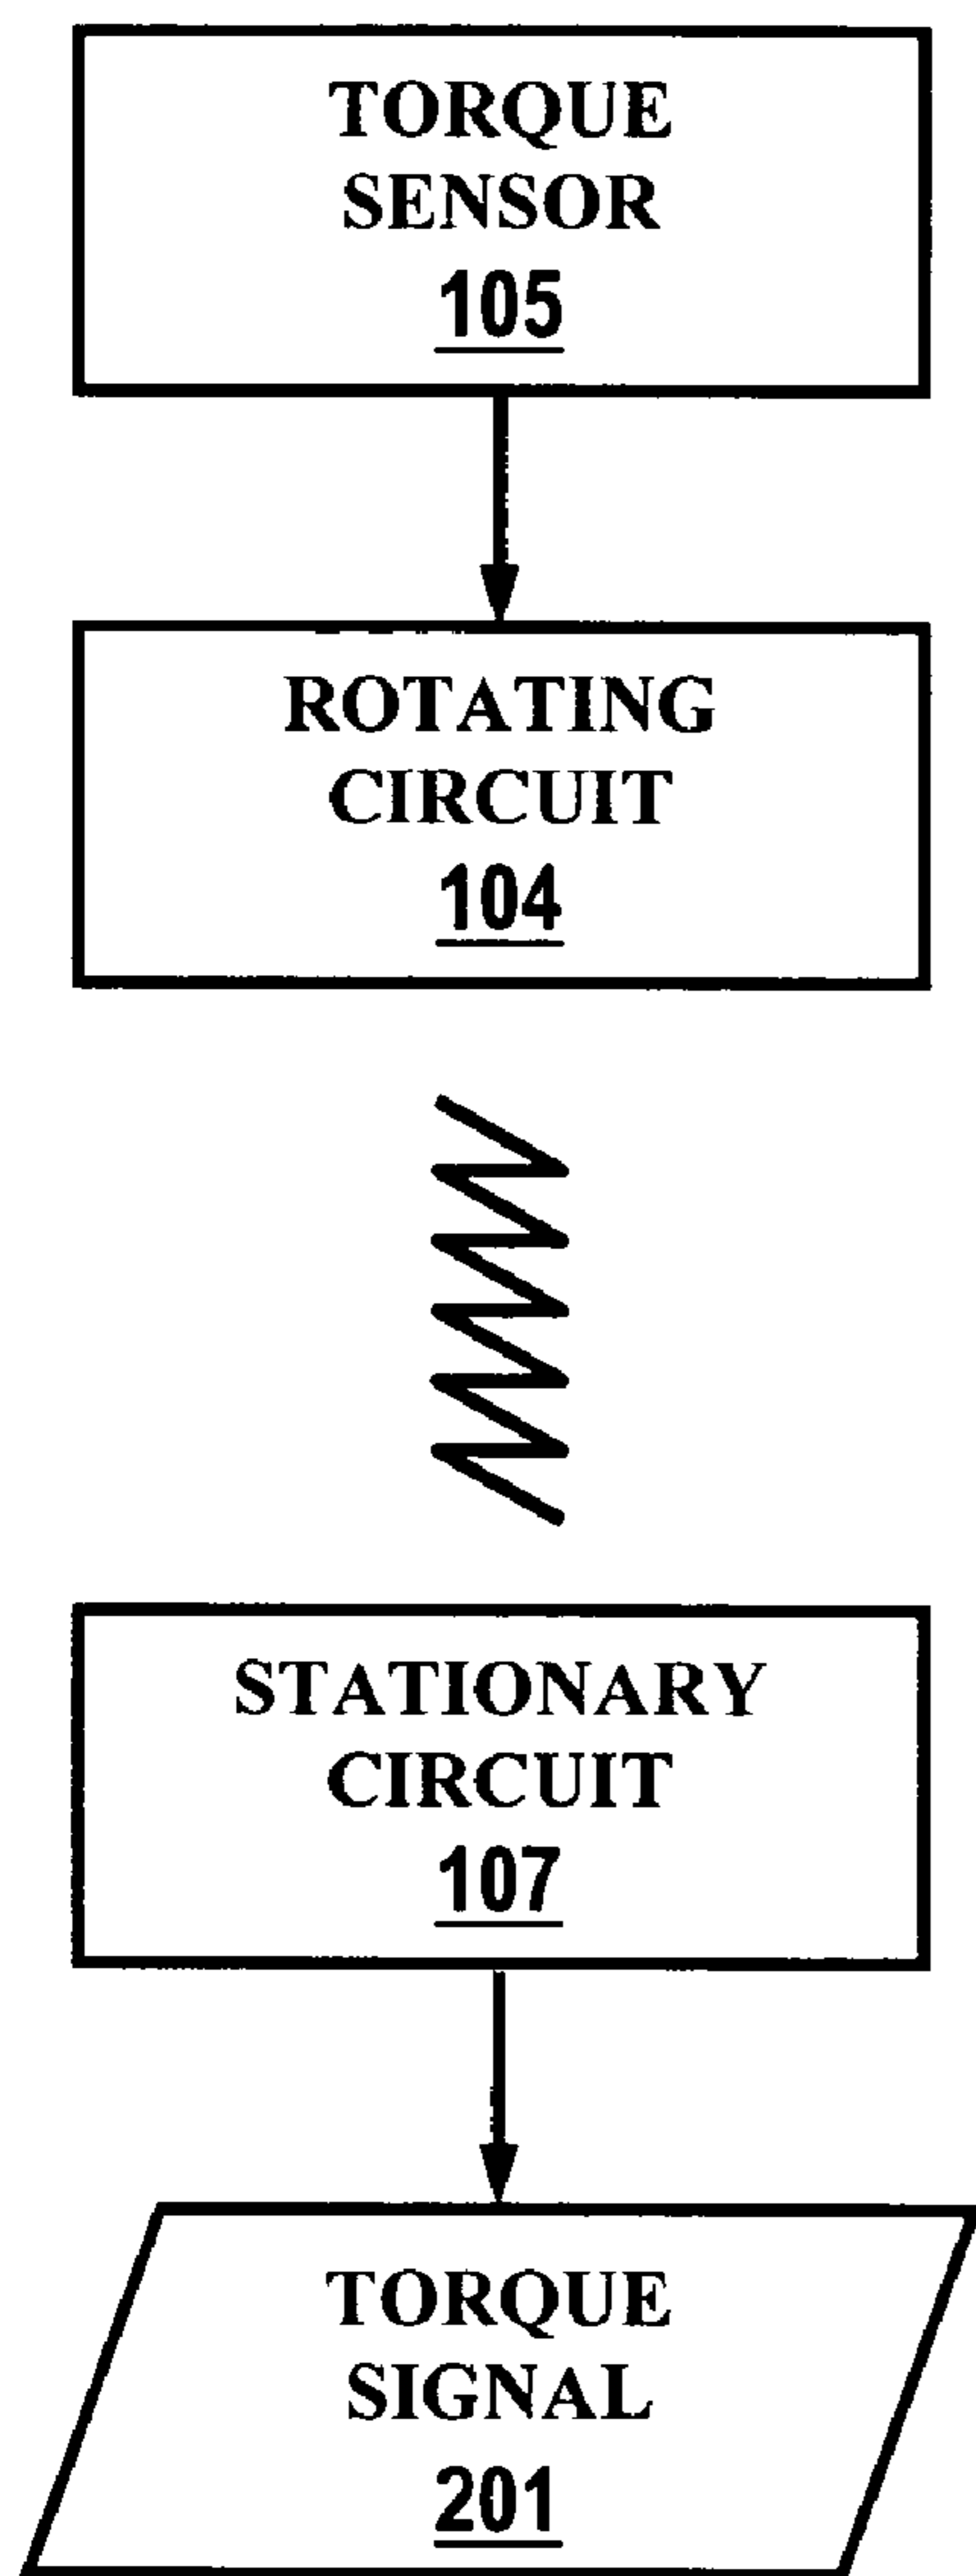 TORQUE
SENSOR
105
ROTATING
CIRCUIT
104
STATIONARY
CIRCUIT
107
TORQUE
SIGNAL
201